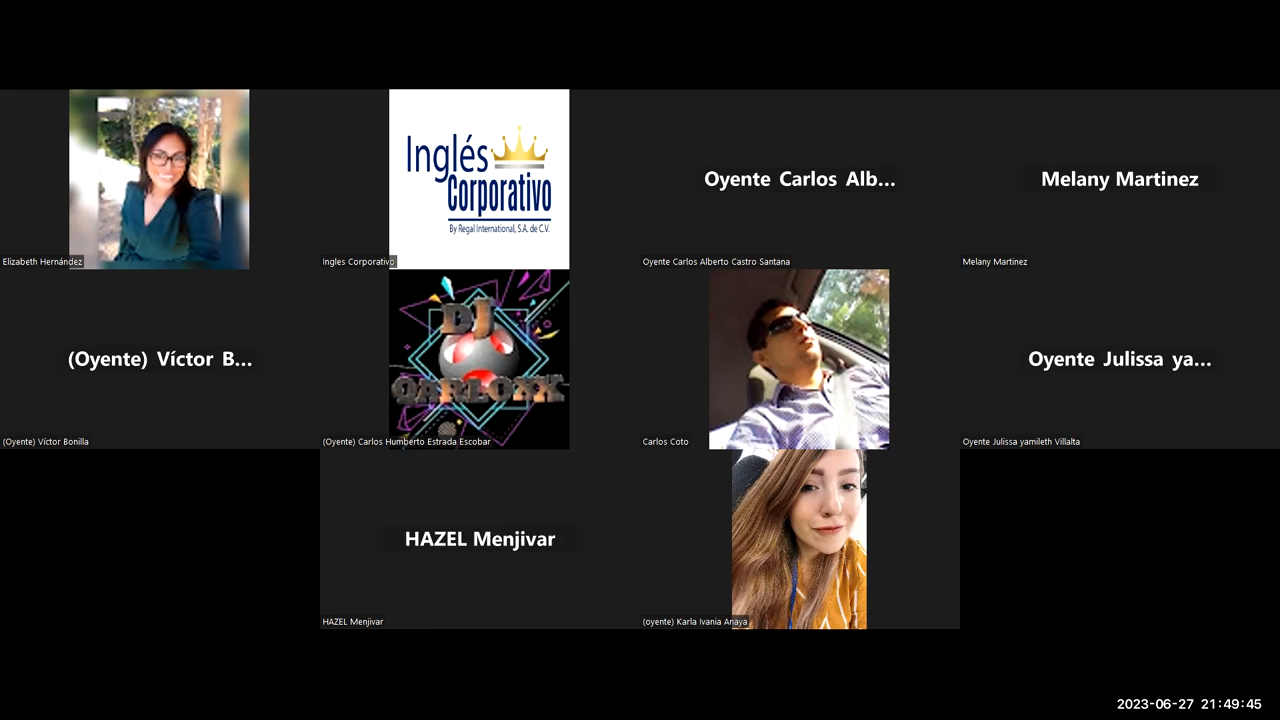 Inglés
Corporativo
By Regal International, S.A. de C.V.
Oyente Carlos Alb...
Melany Martinez
Elizabeth Hernández
Ingles Corporativo
Oyente Carlos Alberto Castro Santana
Melany Martinez
(Oyente) Víctor B...
DJ
CARLOXX
Oyente Julissa ya...
(Oyente) Víctor Bonilla
(Oyente) Carlos Humberto Estrada Escobar
Carlos Coto
Oyente Julissa yamileth Villalta
HAZEL Menjivar
HAZEL Menjivar
(oyente) Karla Ivania Anaya
2023-06-27 21:49:45